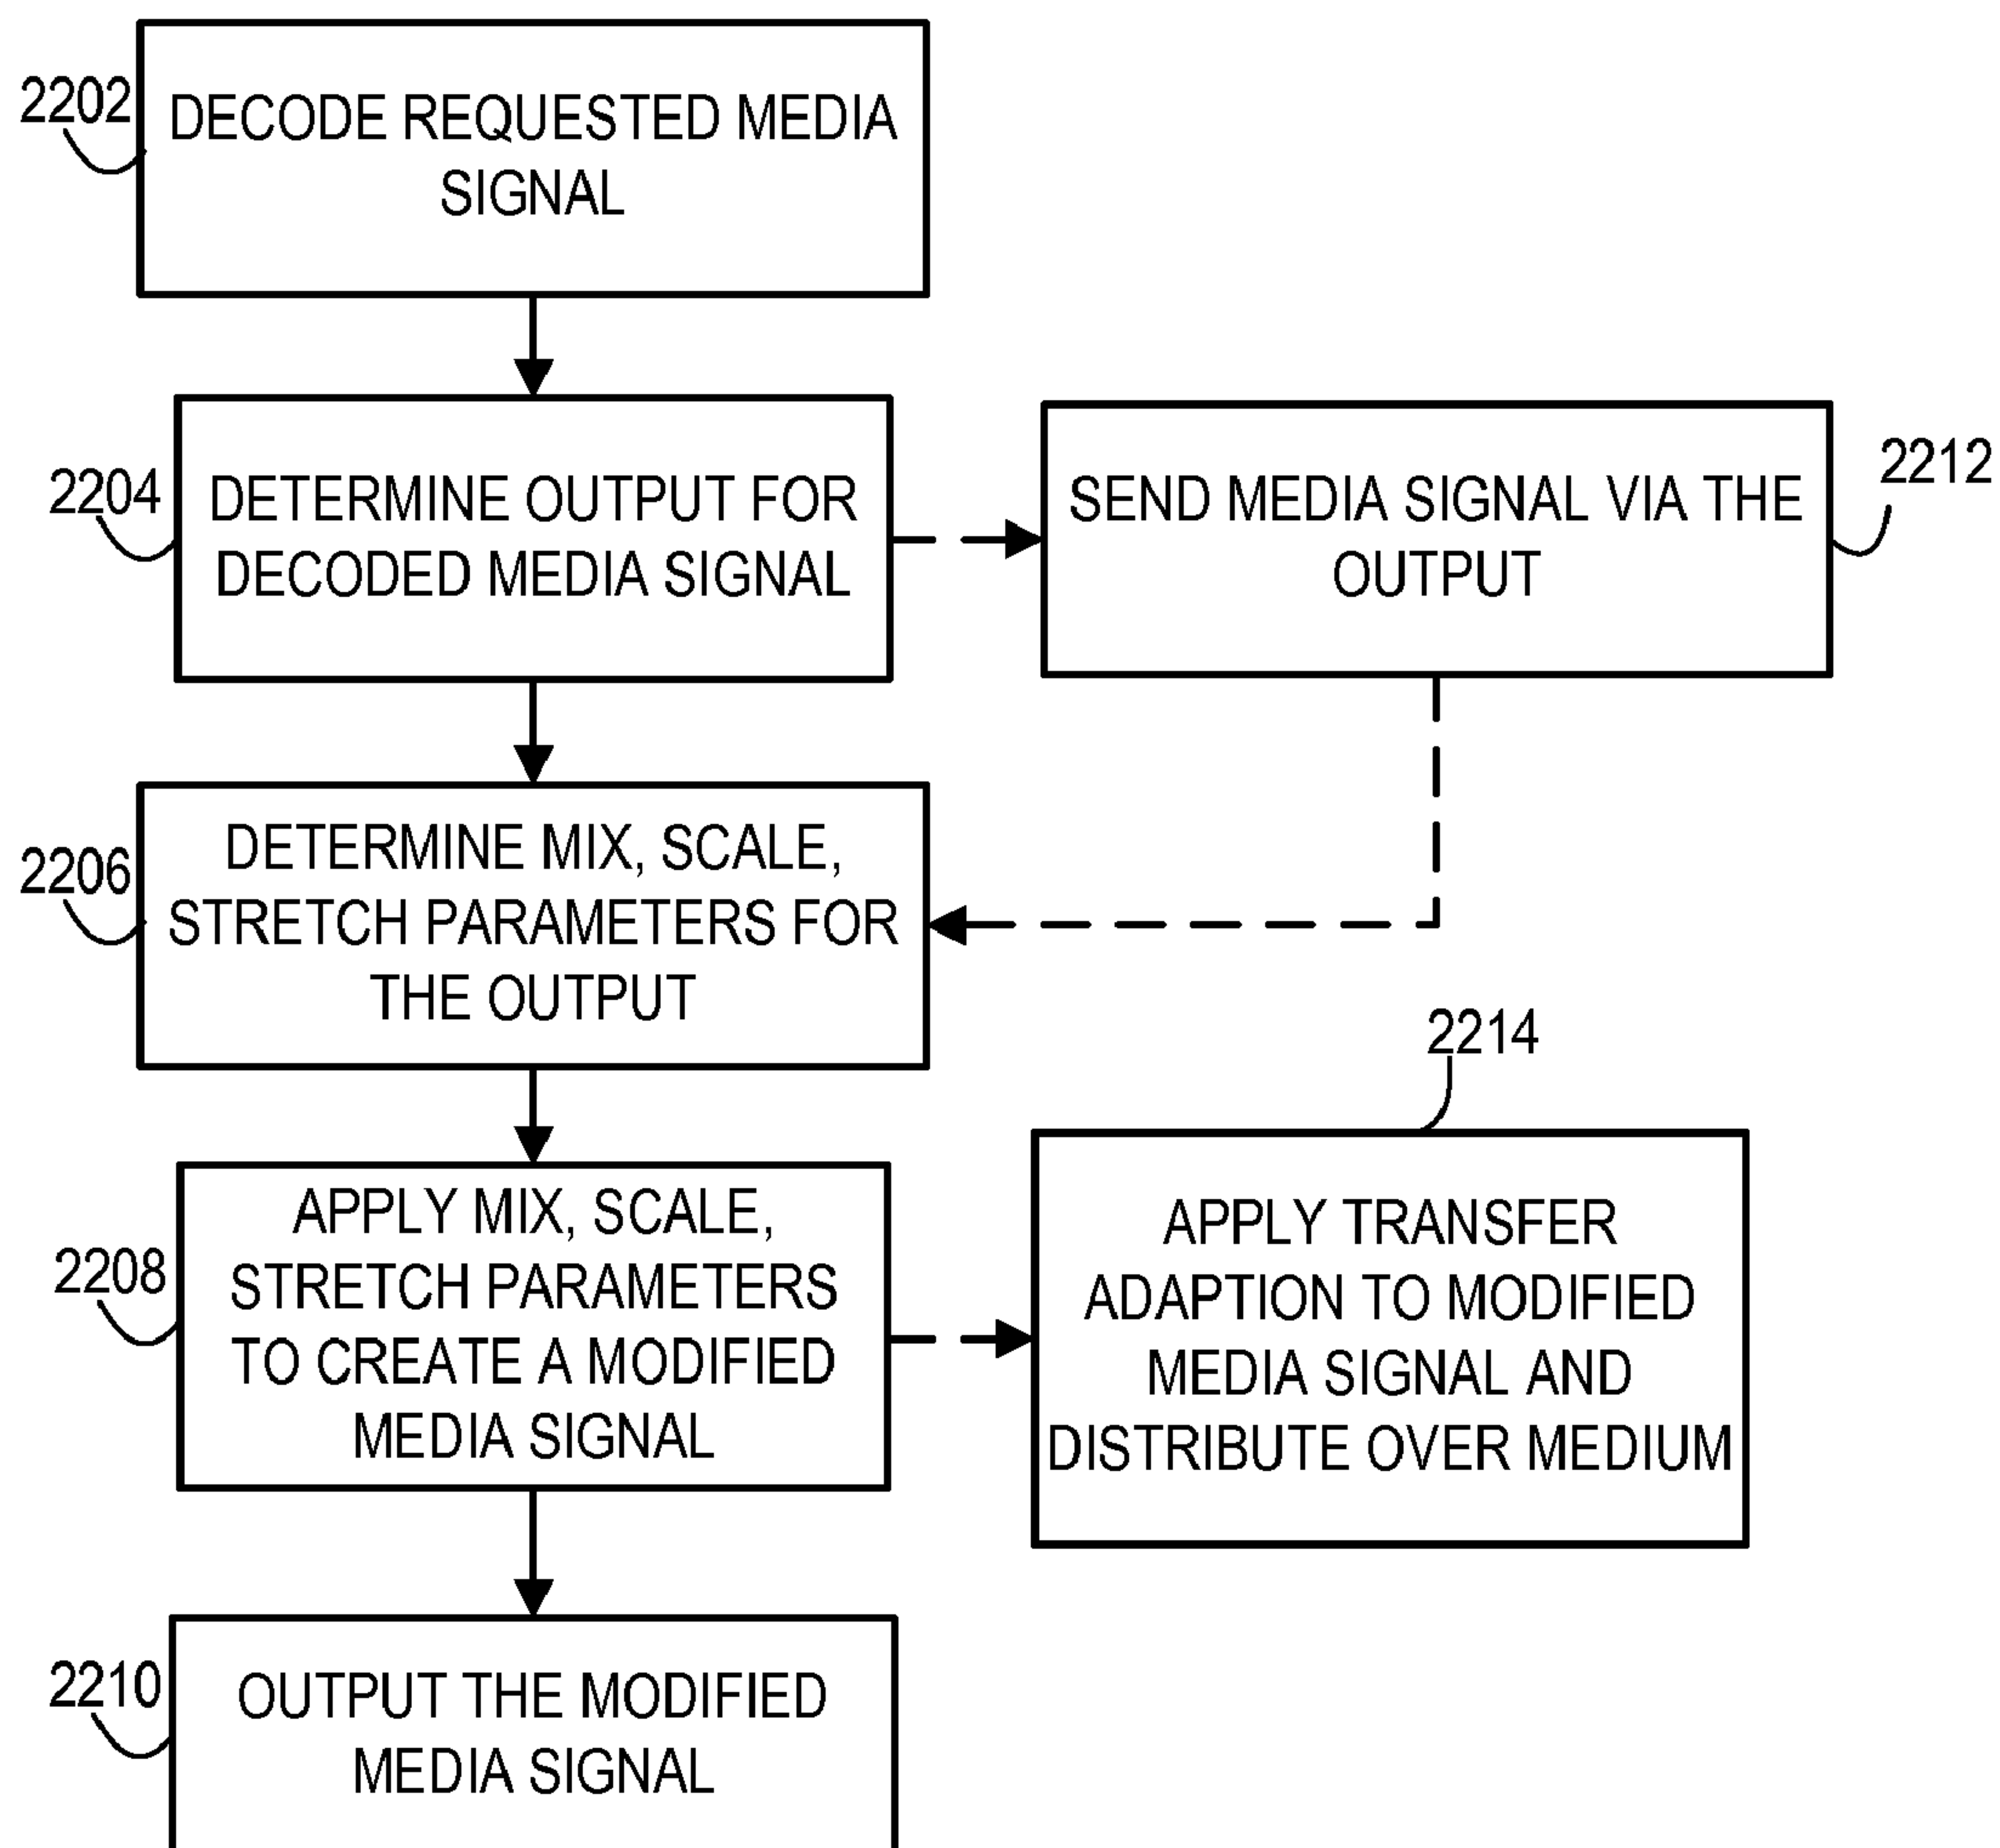 2202
DECODE REQUESTED MEDIA
SIGNAL
2204
DETERMINE OUTPUT FOR
DECODED MEDIA SIGNAL
SEND MEDIA SIGNAL VIA THE
OUTPUT
2212
2206
DETERMINE MIX, SCALE,
STRETCH PARAMETERS FOR
THE OUTPUT
2208
APPLY MIX, SCALE,
STRETCH PARAMETERS
TO CREATE A MODIFIED
MEDIA SIGNAL
2214
APPLY TRANSFER
ADAPTION TO MODIFIED
MEDIA SIGNAL AND
DISTRIBUTE OVER MEDIUM
2210
OUTPUT THE MODIFIED
MEDIA SIGNAL